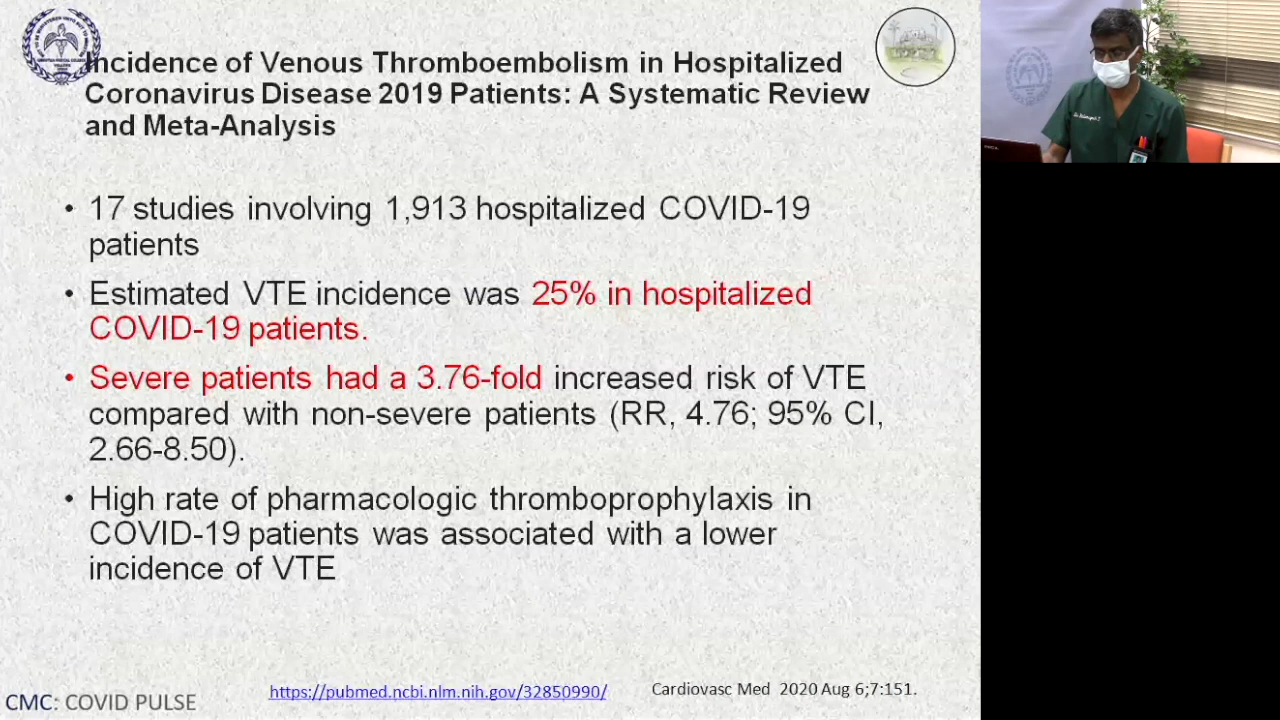 Incidence of Venous Thromboembolism in Hospitalized
Coronavirus Disease 2019 Patients: A Systematic Review
and Meta-Analysis
• 17 studies involving 1,913 hospitalized COVID-19
patients
• Estimated VTE incidence was 25% in hospitalized
COVID-19 patients.
• Severe patients had a 3.76-fold increased risk of VTE
compared with non-severe patients (RR, 4.76; 95% CI,
2.66-8.50).
• High rate of pharmacologic thromboprophylaxis in
COVID-19 patients was associated with a lower
incidence of VTE
CMC: COVID PULSE
https://pubmed.ncbi.nlm.nih.gov/32850990/
Cardiovasc Med 2020 Aug 6;7:151.